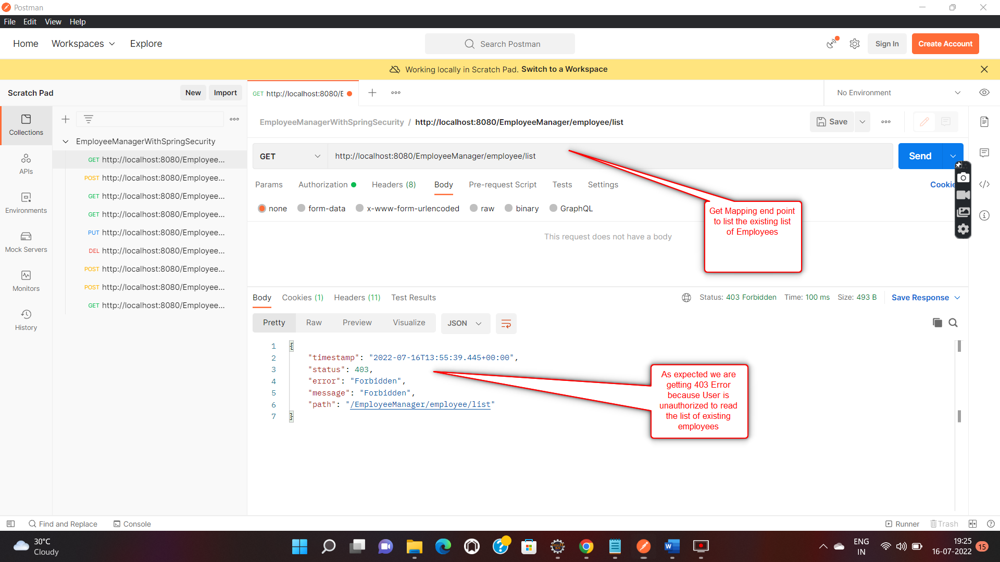 Postman
File Edit View Help
Home Workspaces Explore
Search Postman
Sign In
Create Account
Working locally in Scratch Pad. Switch to a Workspace
Scratch Pad
New
Import
GET http://localhost:8080/E
No Environment
Collections
APIs
Environments
Mock Servers
Monitors
History
EmployeeManagerWithSpringSecurity
GET http://localhost:8080/Employee...
POST http://localhost:8080/Employee...
GET http://localhost:8080/Employee...
GET http://localhost:8080/Employee...
PUT http://localhost:8080/Employee...
DEL http://localhost:8080/Employee...
POST http://localhost:8080/Employee...
POST http://localhost:8080/Employee...
GET http://localhost:8080/Employee...
EmployeeManagerWithSpringSecurity / http://localhost:8080/EmployeeManager/employee/list
Save
GET http://localhost:8080/EmployeeManager/employee/list
Send
Params Authorization Headers (8) Body Pre-request Script Tests Settings
Cookie
none form-data x-www-form-urlencoded raw binary GraphQL
This request does not have a body
Get Mapping end point
to list the existing list
of Employees
Body Cookies (1) Headers (11) Test Results
Status: 403 Forbidden Time: 100 ms Size: 493 B Save Response
Pretty Raw Preview Visualize JSON
1 {
2 "timestamp": "2022-07-16T13:55:39.445+00:00",
3 "status": 403,
4 "error": "Forbidden",
5 "message": "Forbidden",
6 "path": "/EmployeeManager/employee/list"
7 }
As expected we are
getting 403 Error
because User is
unauthorized to read
the list of existing
employees
Find and Replace Console
Runner Trash
30°C
Cloudy
ENG
IN
19:25
16-07-2022
15